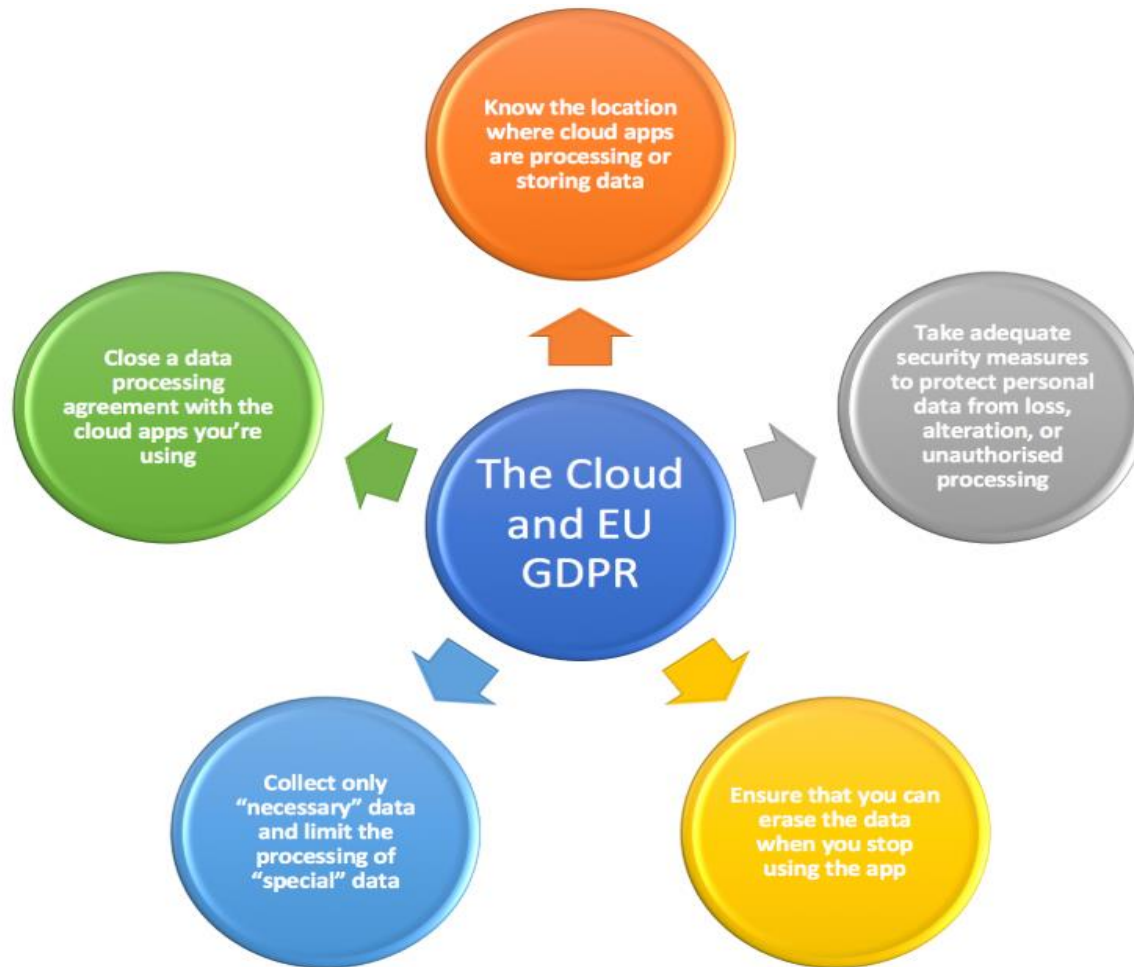 Know the location
where cloud apps
are processing or
storing data
Close a data
processing
agreement with the
cloud apps you’re
using
Take adequate
security measures
to protect personal
data from loss,
alteration, or
unauthorised
processing
The Cloud
and EU
GDPR
Collect only
“necessary” data
and limit the
processing of
“special” data
Ensure that you can
erase the data
when you stop
using the app